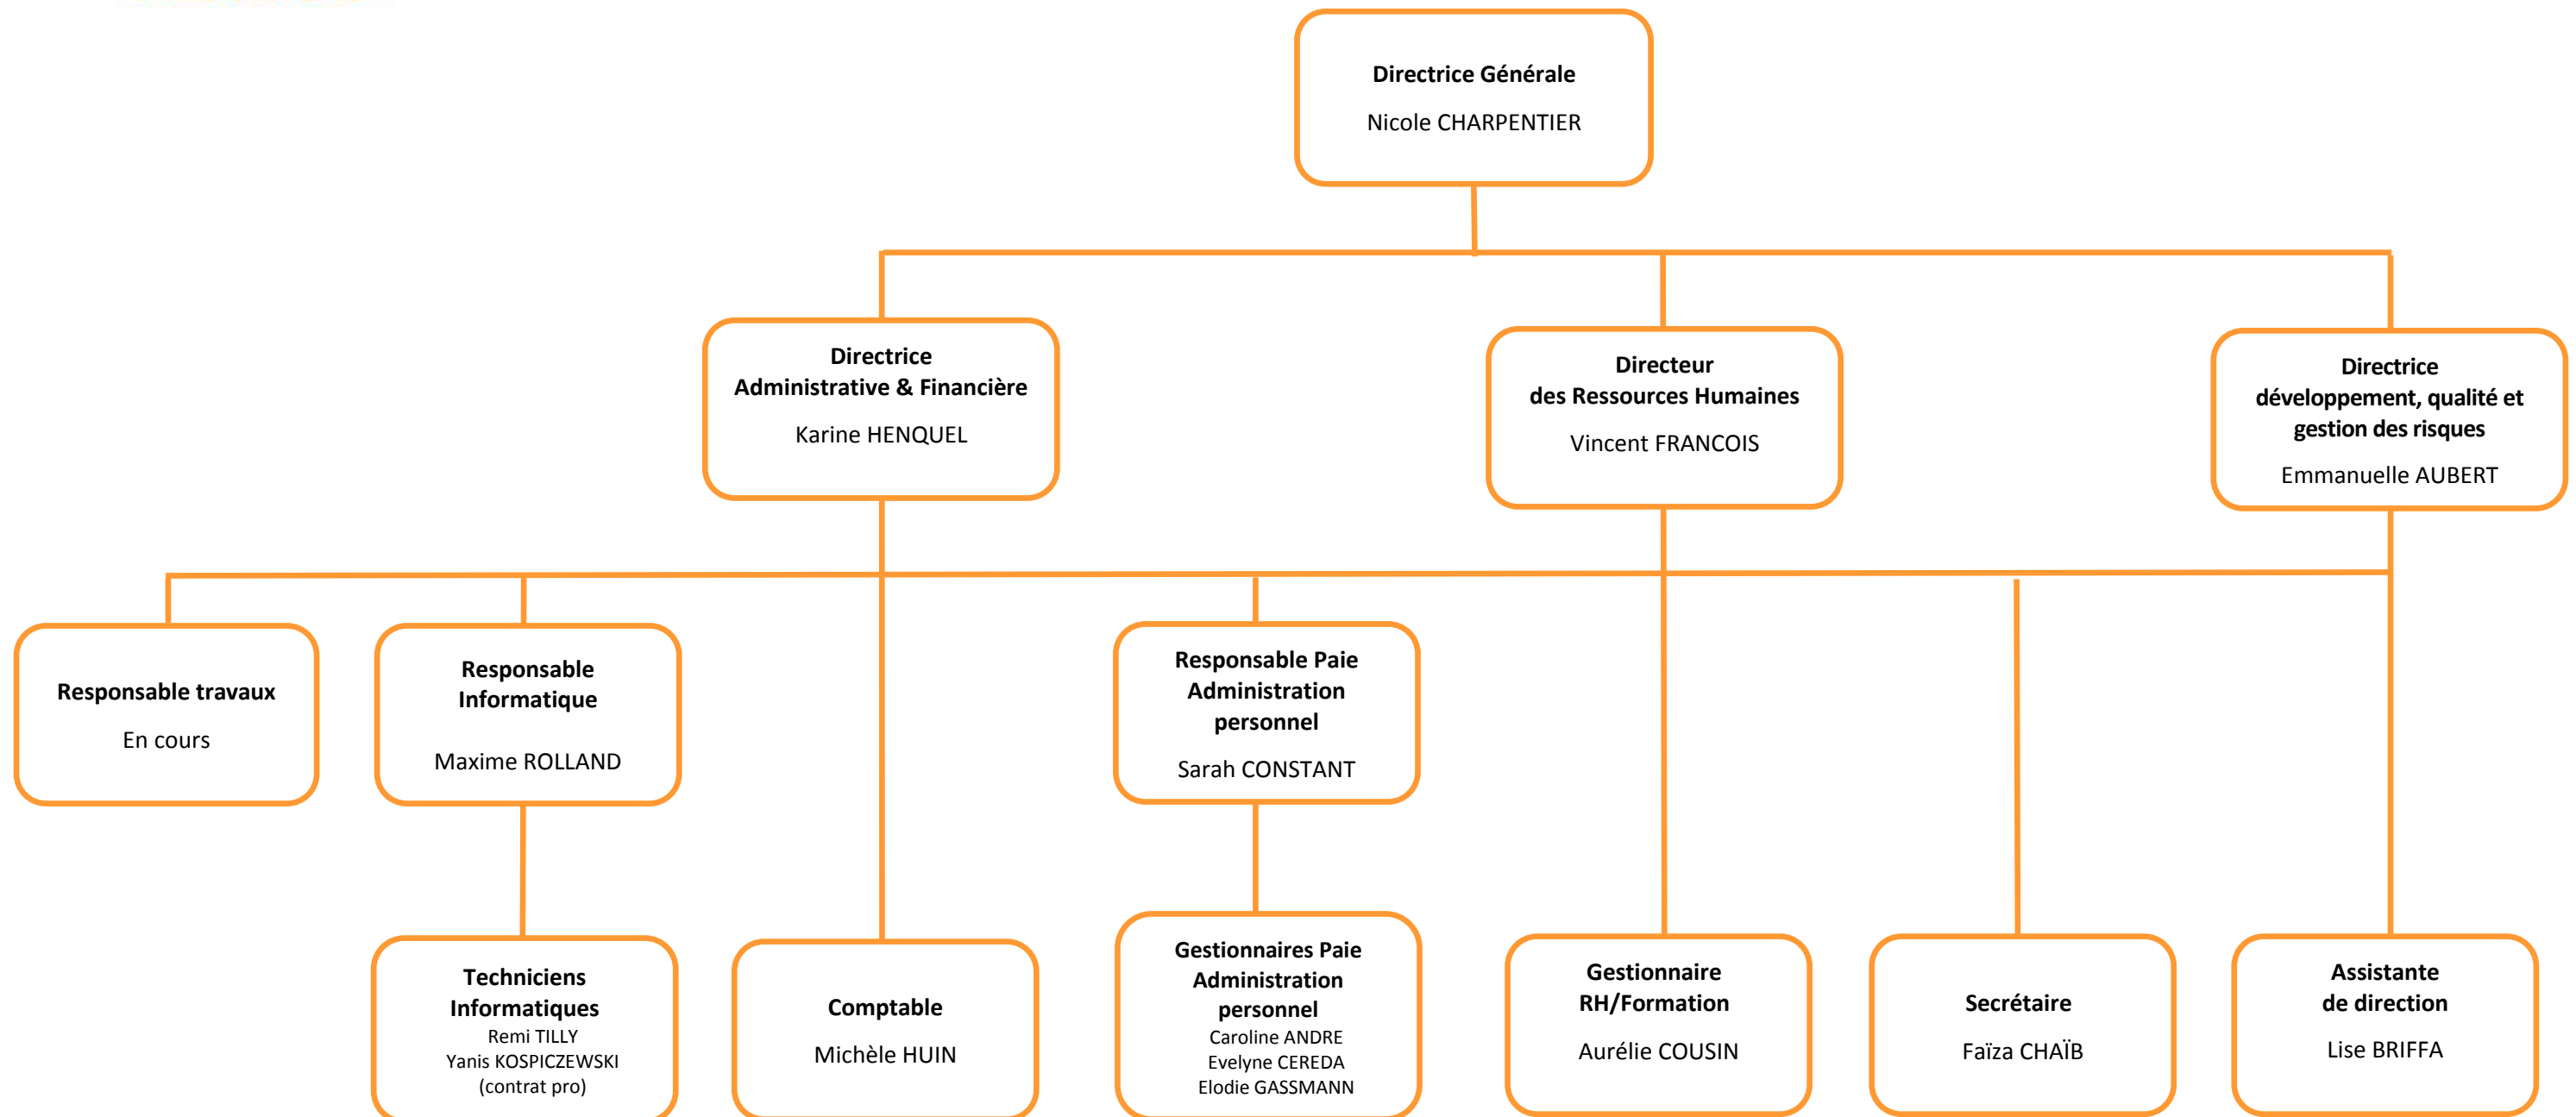 Directrice Générale
Nicole CHARPENTIER
Directrice
Administrative & Financière
Karine HENQUEL
Directeur
des Ressources Humaines
Vincent FRANCOIS
Directrice
développement, qualité et
gestion des risques
Emmanuelle AUBERT
Responsable travaux
En cours
Responsable
Informatique
Maxime ROLLAND
Responsable Paie
Administration
personnel
Sarah CONSTANT
Techniciens
Informatiques
Remi TILLY
Yanis KOSPICZEWSKI
(contrat pro)
Comptable
Michèle HUIN
Gestionnaires Paie
Administration
personnel
Caroline ANDRE
Evelyne CEREDA
Elodie GASSMANN
Gestionnaire
RH/Formation
Aurélie COUSIN
Secrétaire
Faïza CHAÏB
Assistante
de direction
Lise BRIFFA